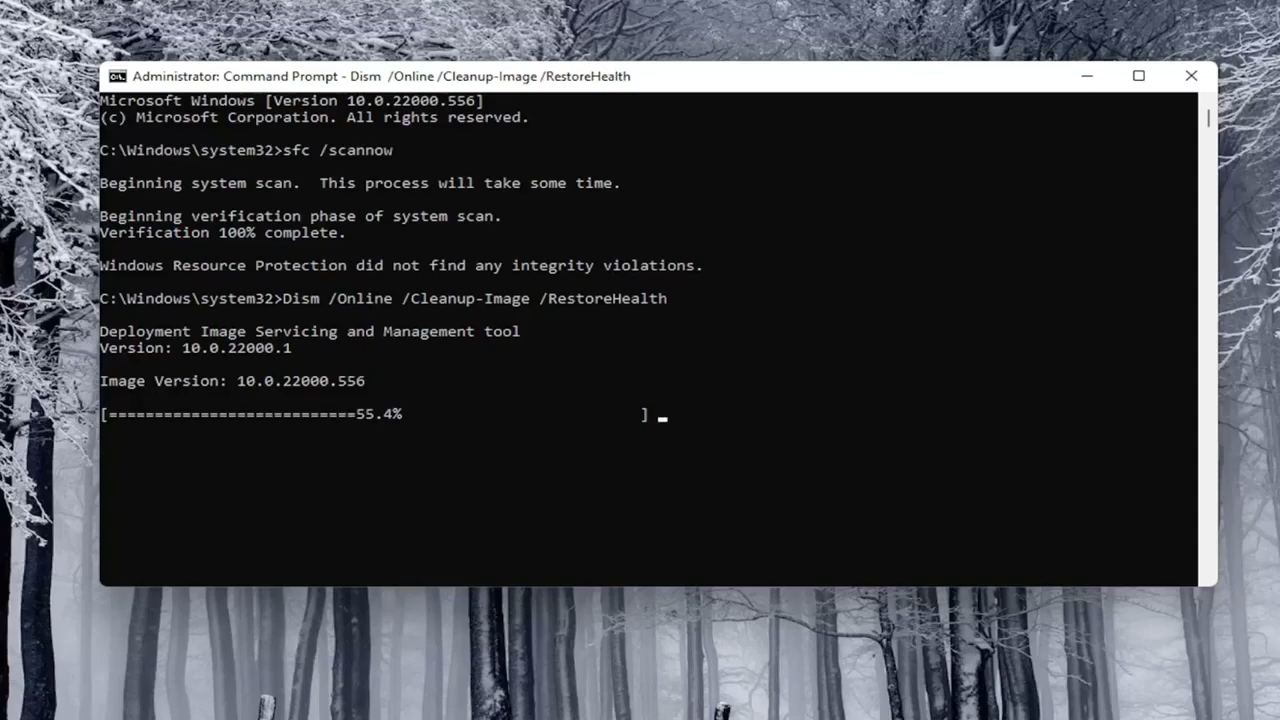 Administrator: Command Prompt - Dism  /Online /Cleanup-Image /RestoreHealth
Microsoft Windows [Version 10.0.22000.556]
(c) Microsoft Corporation. All rights reserved.
C:\Windows\system32>sfc /scannow
Beginning system scan.  This process will take some time.
Beginning verification phase of system scan.
Verification 100% complete.
Windows Resource Protection did not find any integrity violations.
C:\Windows\system32>Dism /Online /Cleanup-Image /RestoreHealth
Deployment Image Servicing and Management tool
Version: 10.0.22000.1
Image Version: 10.0.22000.556
[===========================55.4%                          ]